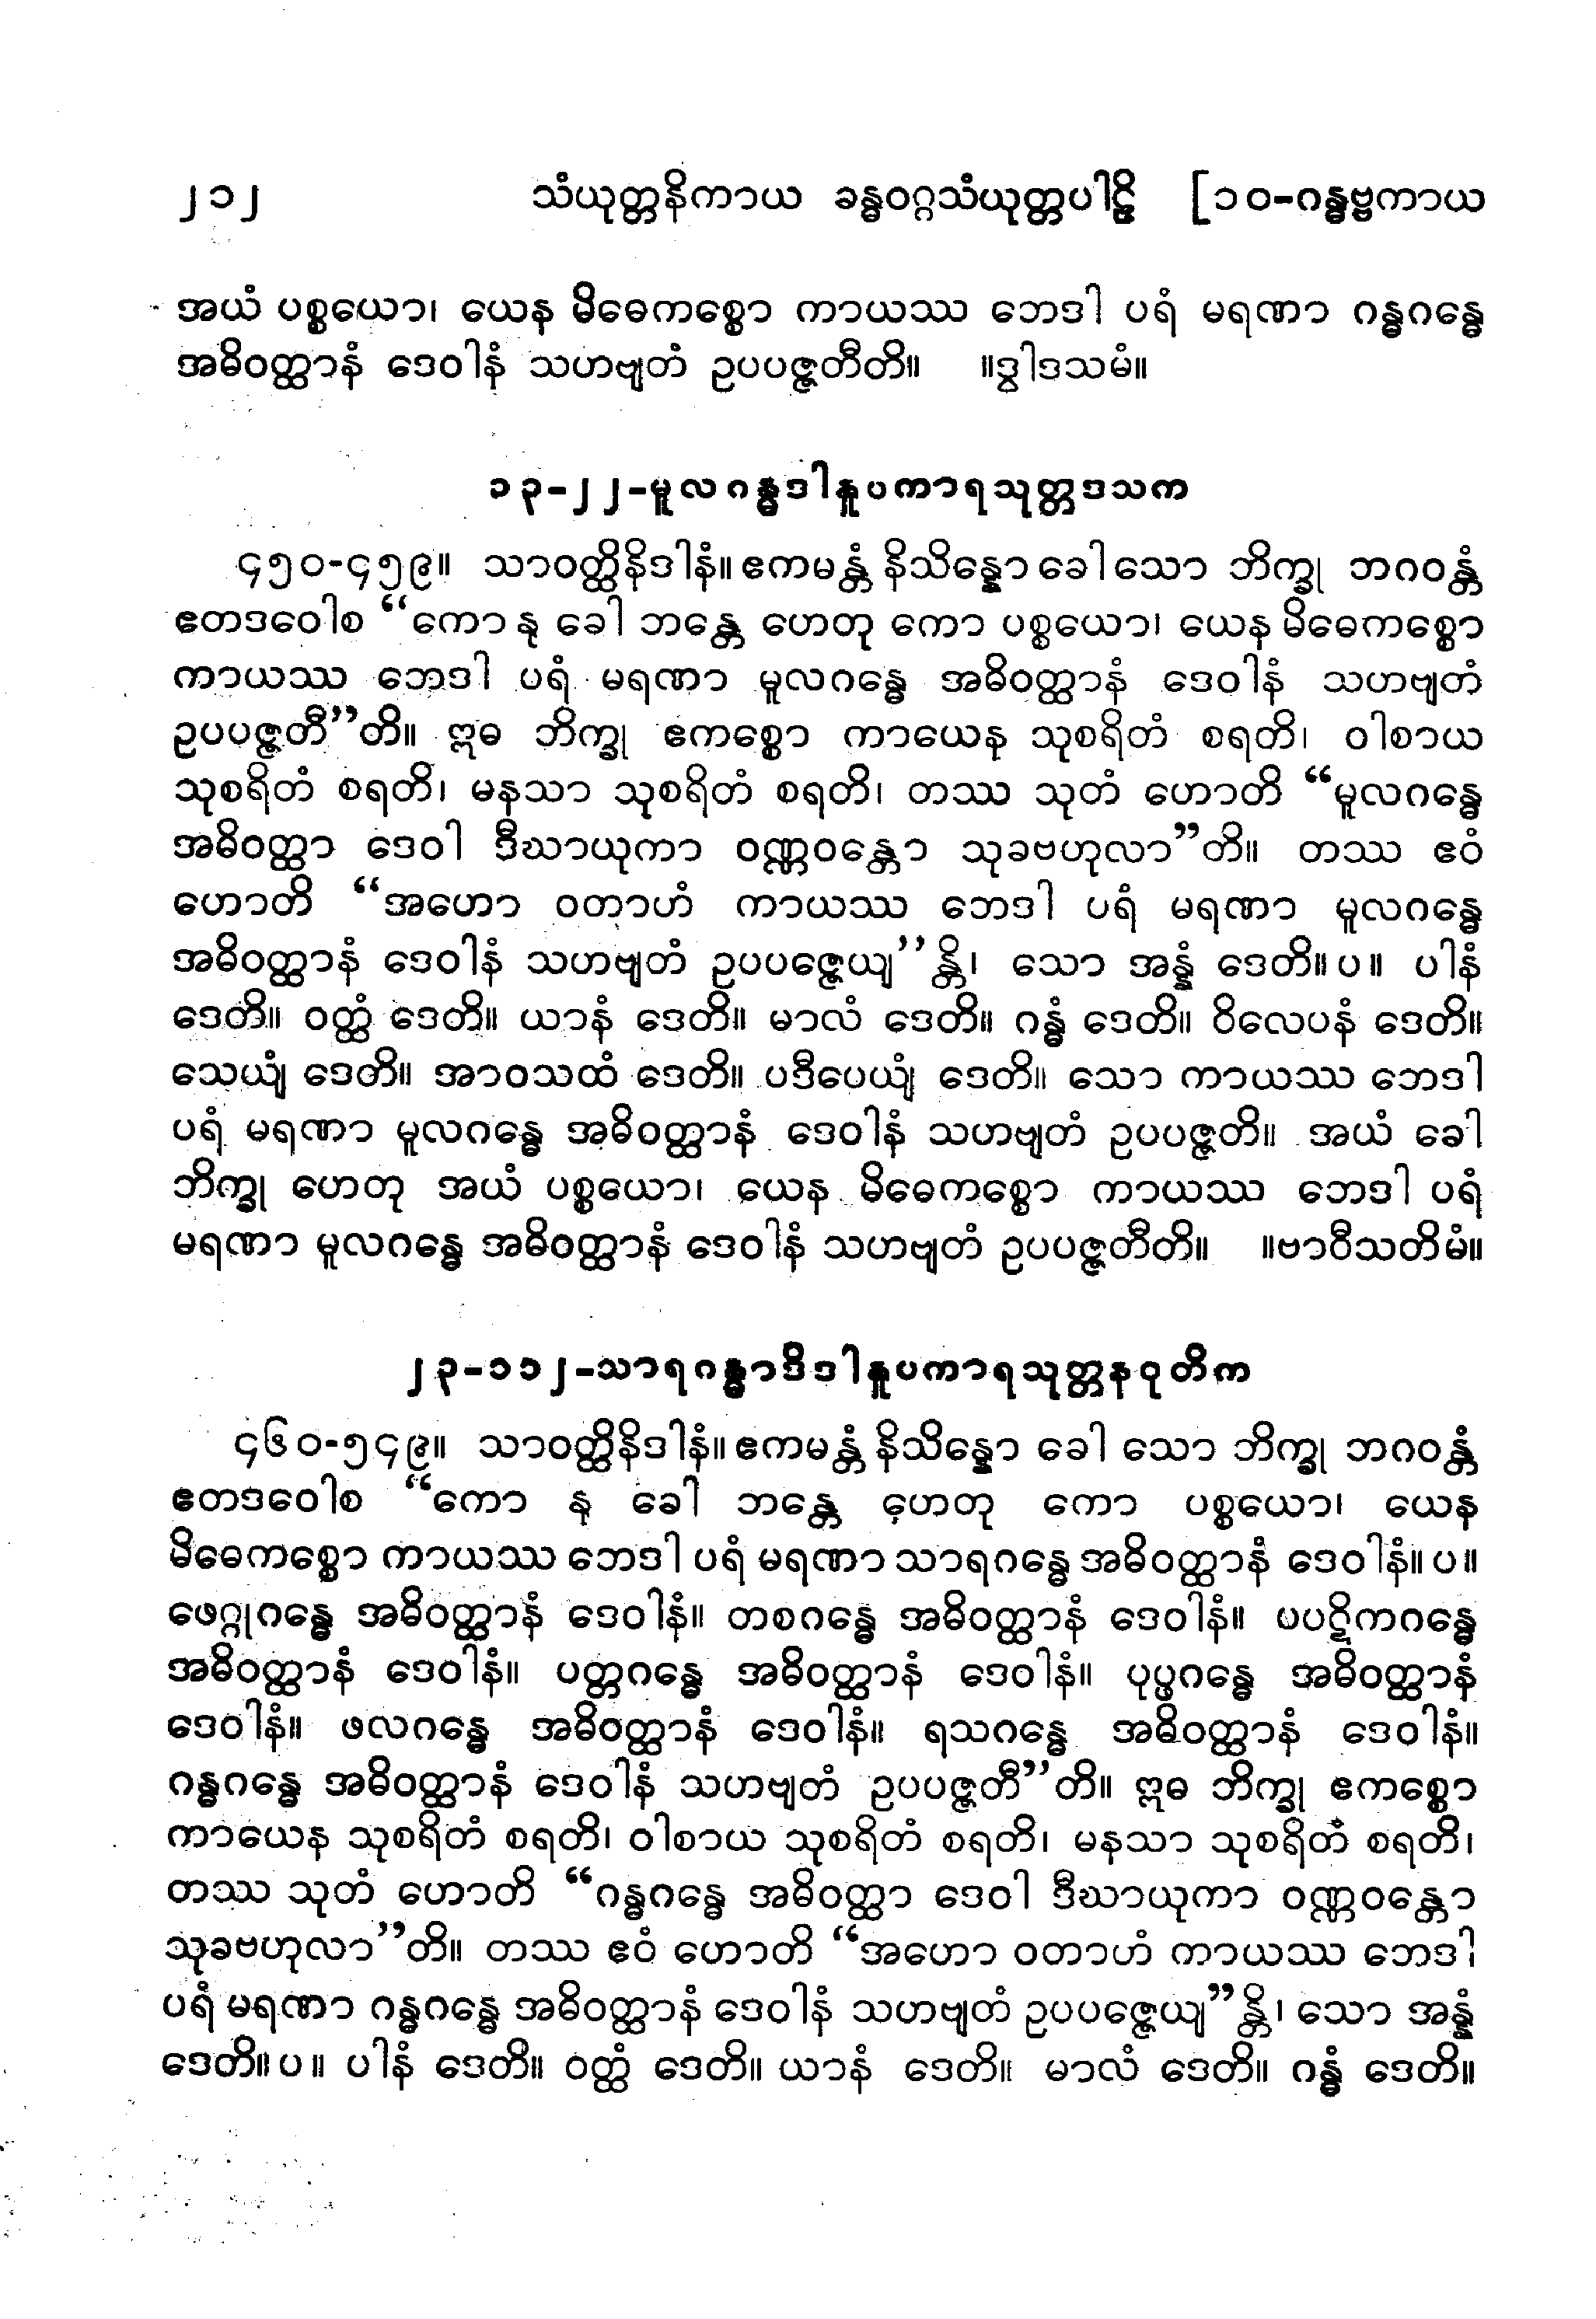 ၂၁၂ သံယုတ္တနိကာယ ခန္ဓဝဂ္ဂသံယုတ္တပါဠိ [၁၀-ဂန္ဓဗ္ဗကာယ
အယံ ပစ္စယော၊ ယေန မိဓေကစ္စော ကာယဿ ဘေဒါ ပရံ မရဏာ ဂန္ဓဂန္ဓေ
အဓိဝတ္ထာနံ ဒေဝါနံ သဟဗျတံ ဥပပဇ္ဇတီတိ။ ။ဒွါဒသမံ။
၁၃-၂၂-မူလဂန္ဓဒါနူပကာရသုတ္တဒသက
၄၅၀-၄၅၉။ သာဝတ္ထိနိဒါနံ။ ဧကမန္တံ နိသိန္နော ခေါ သော ဘိက္ခု ဘဂဝန္တံ
ဧတဒဝေါစ “ကော နု ခေါ ဘန္တေ ဟေတု ကော ပစ္စယော၊ ယေန မိဓေကစ္စော
ကာယဿ ဘေဒါ ပရံ မရဏာ မူလဂန္ဓေ အဓိဝတ္ထာနံ ဒေဝါနံ သဟဗျတံ
ဥပပဇ္ဇတီ”တိ။ ဣဓ ဘိက္ခု ဧကစ္စော ကာယေန သုစရိတံ စရတိ၊ ဝါစာယ
သုစရိတံ စရတိ၊ မနသာ သုစရိတံ စရတိ၊ တဿ သုတံ ဟောတိ “မူလဂန္ဓေ
အဓိဝတ္ထာ ဒေဝါ ဒီဃာယုကာ ဝဏ္ဏဝန္တော သုခဗဟုလာ”တိ။ တဿ ဧဝံ
ဟောတိ “အဟော ဝတာဟံ ကာယဿ ဘေဒါ ပရံ မရဏာ မူလဂန္ဓေ
အဓိဝတ္ထာနံ ဒေဝါနံ သဟဗျတံ ဥပပဇ္ဇေယျ”န္တိ၊ သော အန္နံ ဒေတိ။ ပ။ ပါနံ
ဒေတိ။ ဝတ္ထံ ဒေတိ။ ယာနံ ဒေတိ။ မာလံ ဒေတိ။ ဂန္ဓံ ဒေတိ။ ဝိလေပနံ ဒေတိ။
သေယျံ ဒေတိ။ အာဝသထံ ဒေတိ။ ပဒီပေယျံ ဒေတိ။ သော ကာယဿ ဘေဒါ
ပရံ မရဏာ မူလဂန္ဓေ အဓိဝတ္ထာနံ ဒေဝါနံ သဟဗျတံ ဥပပဇ္ဇတိ။ အယံ ခေါ
ဘိက္ခု ဟေတု အယံ ပစ္စယော၊ ယေန မိဓေကစ္စော ကာယဿ ဘေဒါ ပရံ
မရဏာ မူလဂန္ဓေ အဓိဝတ္ထာနံ ဒေဝါနံ သဟဗျတံ ဥပပဇ္ဇတီတိ။ ။ဗာဝီသတိမံ။
၂၃-၁၁၂-သာရဂန္ဓာဒိဒါနူပကာရသုတ္တနဝုတိက
၄၆၀-၅၄၉။ သာဝတ္ထိနိဒါနံ။ ဧကမန္တံ နိသိန္နော ခေါ သော ဘိက္ခု ဘဂဝန္တံ
ဧတဒဝေါစ “ကော နု ခေါ ဘန္တေ ဟေတု ကော ပစ္စယော၊ ယေန
မိဓေကစ္စော ကာယဿ ဘေဒါ ပရံ မရဏာ သာရဂန္ဓေ အဓိဝတ္ထာနံ ဒေဝါနံ။ ပ။
ဖေဂ္ဂုဂန္ဓေ အဓိဝတ္ထာနံ ဒေဝါနံ။ တစဂန္ဓေ အဓိဝတ္ထာနံ ဒေဝါနံ။ ပပဋိကဂန္ဓေ
အဓိဝတ္ထာနံ ဒေဝါနံ။ ပတ္တဂန္ဓေ အဓိဝတ္ထာနံ ဒေဝါနံ။ ပုပ္ဖဂန္ဓေ အဓိဝတ္ထာနံ
ဒေဝါနံ။ ဖလဂန္ဓေ အဓိဝတ္ထာနံ ဒေဝါနံ။ ရသဂန္ဓေ အဓိဝတ္ထာနံ ဒေဝါနံ။
ဂန္ဓဂန္ဓေ အဓိဝတ္ထာနံ ဒေဝါနံ သဟဗျတံ ဥပပဇ္ဇတီ”တိ။ ဣဓ ဘိက္ခု ဧကစ္စော
ကာယေန သုစရိတံ စရတိ၊ ဝါစာယ သုစရိတံ စရတိ၊ မနသာ သုစရိတံ စရတိ၊
တဿ သုတံ ဟောတိ “ဂန္ဓဂန္ဓေ အဓိဝတ္ထာ ဒေဝါ ဒီဃာယုကာ ဝဏ္ဏဝန္တော
သုခဗဟုလာ”တိ။ တဿ ဧဝံ ဟောတိ “အဟော ဝတာဟံ ကာယဿ ဘေဒါ
ပရံ မရဏာ ဂန္ဓဂန္ဓေ အဓိဝတ္ထာနံ ဒေဝါနံ သဟဗျတံ ဥပပဇ္ဇေယျ”န္တိ၊ သော အန္နံ
ဒေတိ။ ပ။ ပါနံ ဒေတိ။ ဝတ္ထံ ဒေတိ။ ယာနံ ဒေတိ။ မာလံ ဒေတိ။ ဂန္ဓံ ဒေတိ။